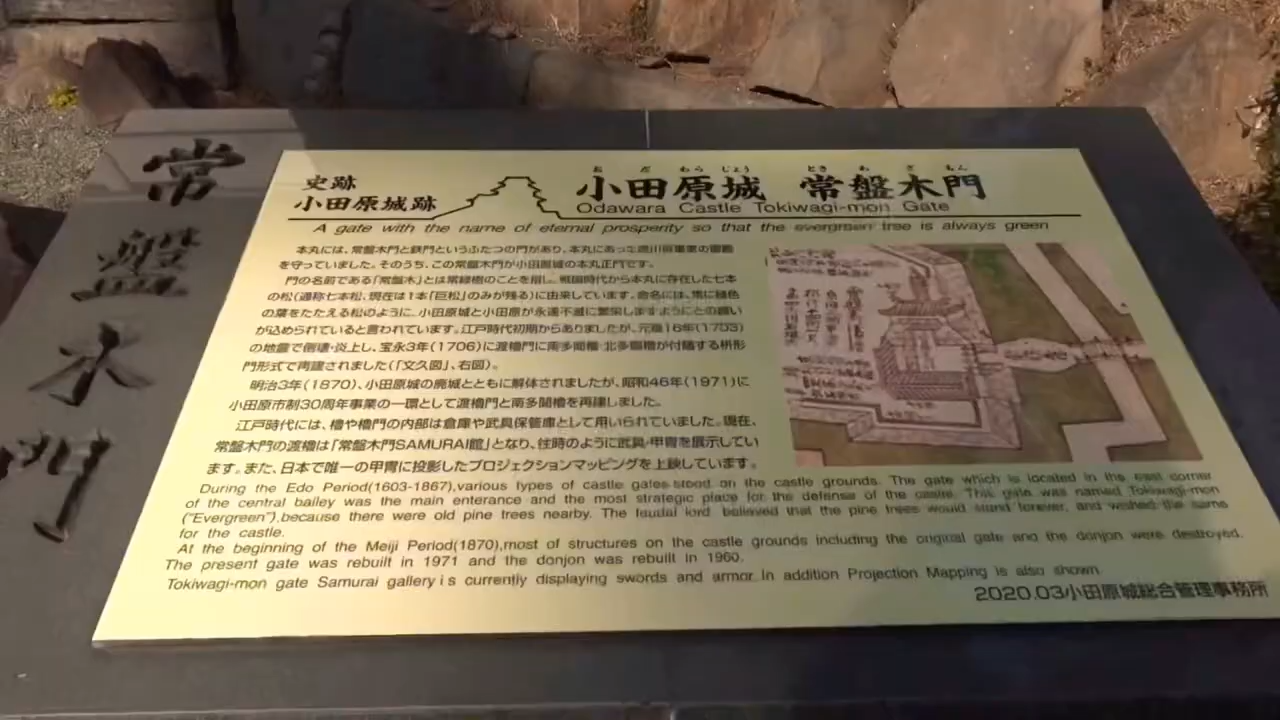 常
盤
木
門
史跡
小田原城跡
お だ わら じょう とき わ ぎ もん
小田原城 常盤木門
Odawara Castle Tokiwagi-mon Gate
A gate with the name of eternal prosperity so that the evergreen tree is always green
本丸には、常盤木門と鉄門というふたつの門があり、本丸にあった徳川将軍家の御殿
を守っていました。そのうち、この常盤木門が小田原城の本丸正門です。
門の名前である「常盤木」とは常緑樹のことを指し、戦国時代から本丸に存在した七本
の松(通称七本松、現在は1本「巨松」のみが残る)に由来しています。命名には、常に緑色
の葉をたたえる松のように、小田原城と小田原が永遠不滅に繁栄しますようにとの願い
が込められていると言われています。江戸時代初期からありましたが、元禄16年(1703)
の地震で倒壊・炎上し、宝永3年(1706)に渡櫓門に南多聞櫓・北多聞櫓が付属する枡形
門形式で再建されました(「文久図」、右図)。
明治3年(1870)、小田原城の廃城とともに解体されましたが、昭和46年(1971)に
小田原市制30周年事業の一環として渡櫓門と南多聞櫓を再建しました。
江戸時代には、櫓や櫓門の内部は倉庫や武具保管庫として用いられていました。現在、
常盤木門の渡櫓は「常盤木門SAMURAI館」となり、往時のように武具・甲冑を展示してい
ます。また、日本で唯一の甲冑に投影したプロジェクションマッピングを上映しています。
During the Edo Period(1603-1867),various types of castle gates stood on the castle grounds. The gate which is located in the east corner
of the central bailey was the main enterance and the most strategic place for the defense of the castle. This gate was named Tokiwagi-mon
("Evergreen"),because there were old pine trees nearby. The feudal lord believed that the pine trees would stand forever, and wished the same
for the castle.
At the beginning of the Meiji Period(1870),most of structures on the castle grounds including the original gate and the donjon were destroyed.
The present gate was rebuilt in 1971 and the donjon was rebuilt in 1960.
Tokiwagi-mon gate Samurai gallery is currently displaying swords and armor.In addition Projection Mapping is also shown.
2020.03小田原城総合管理事務所